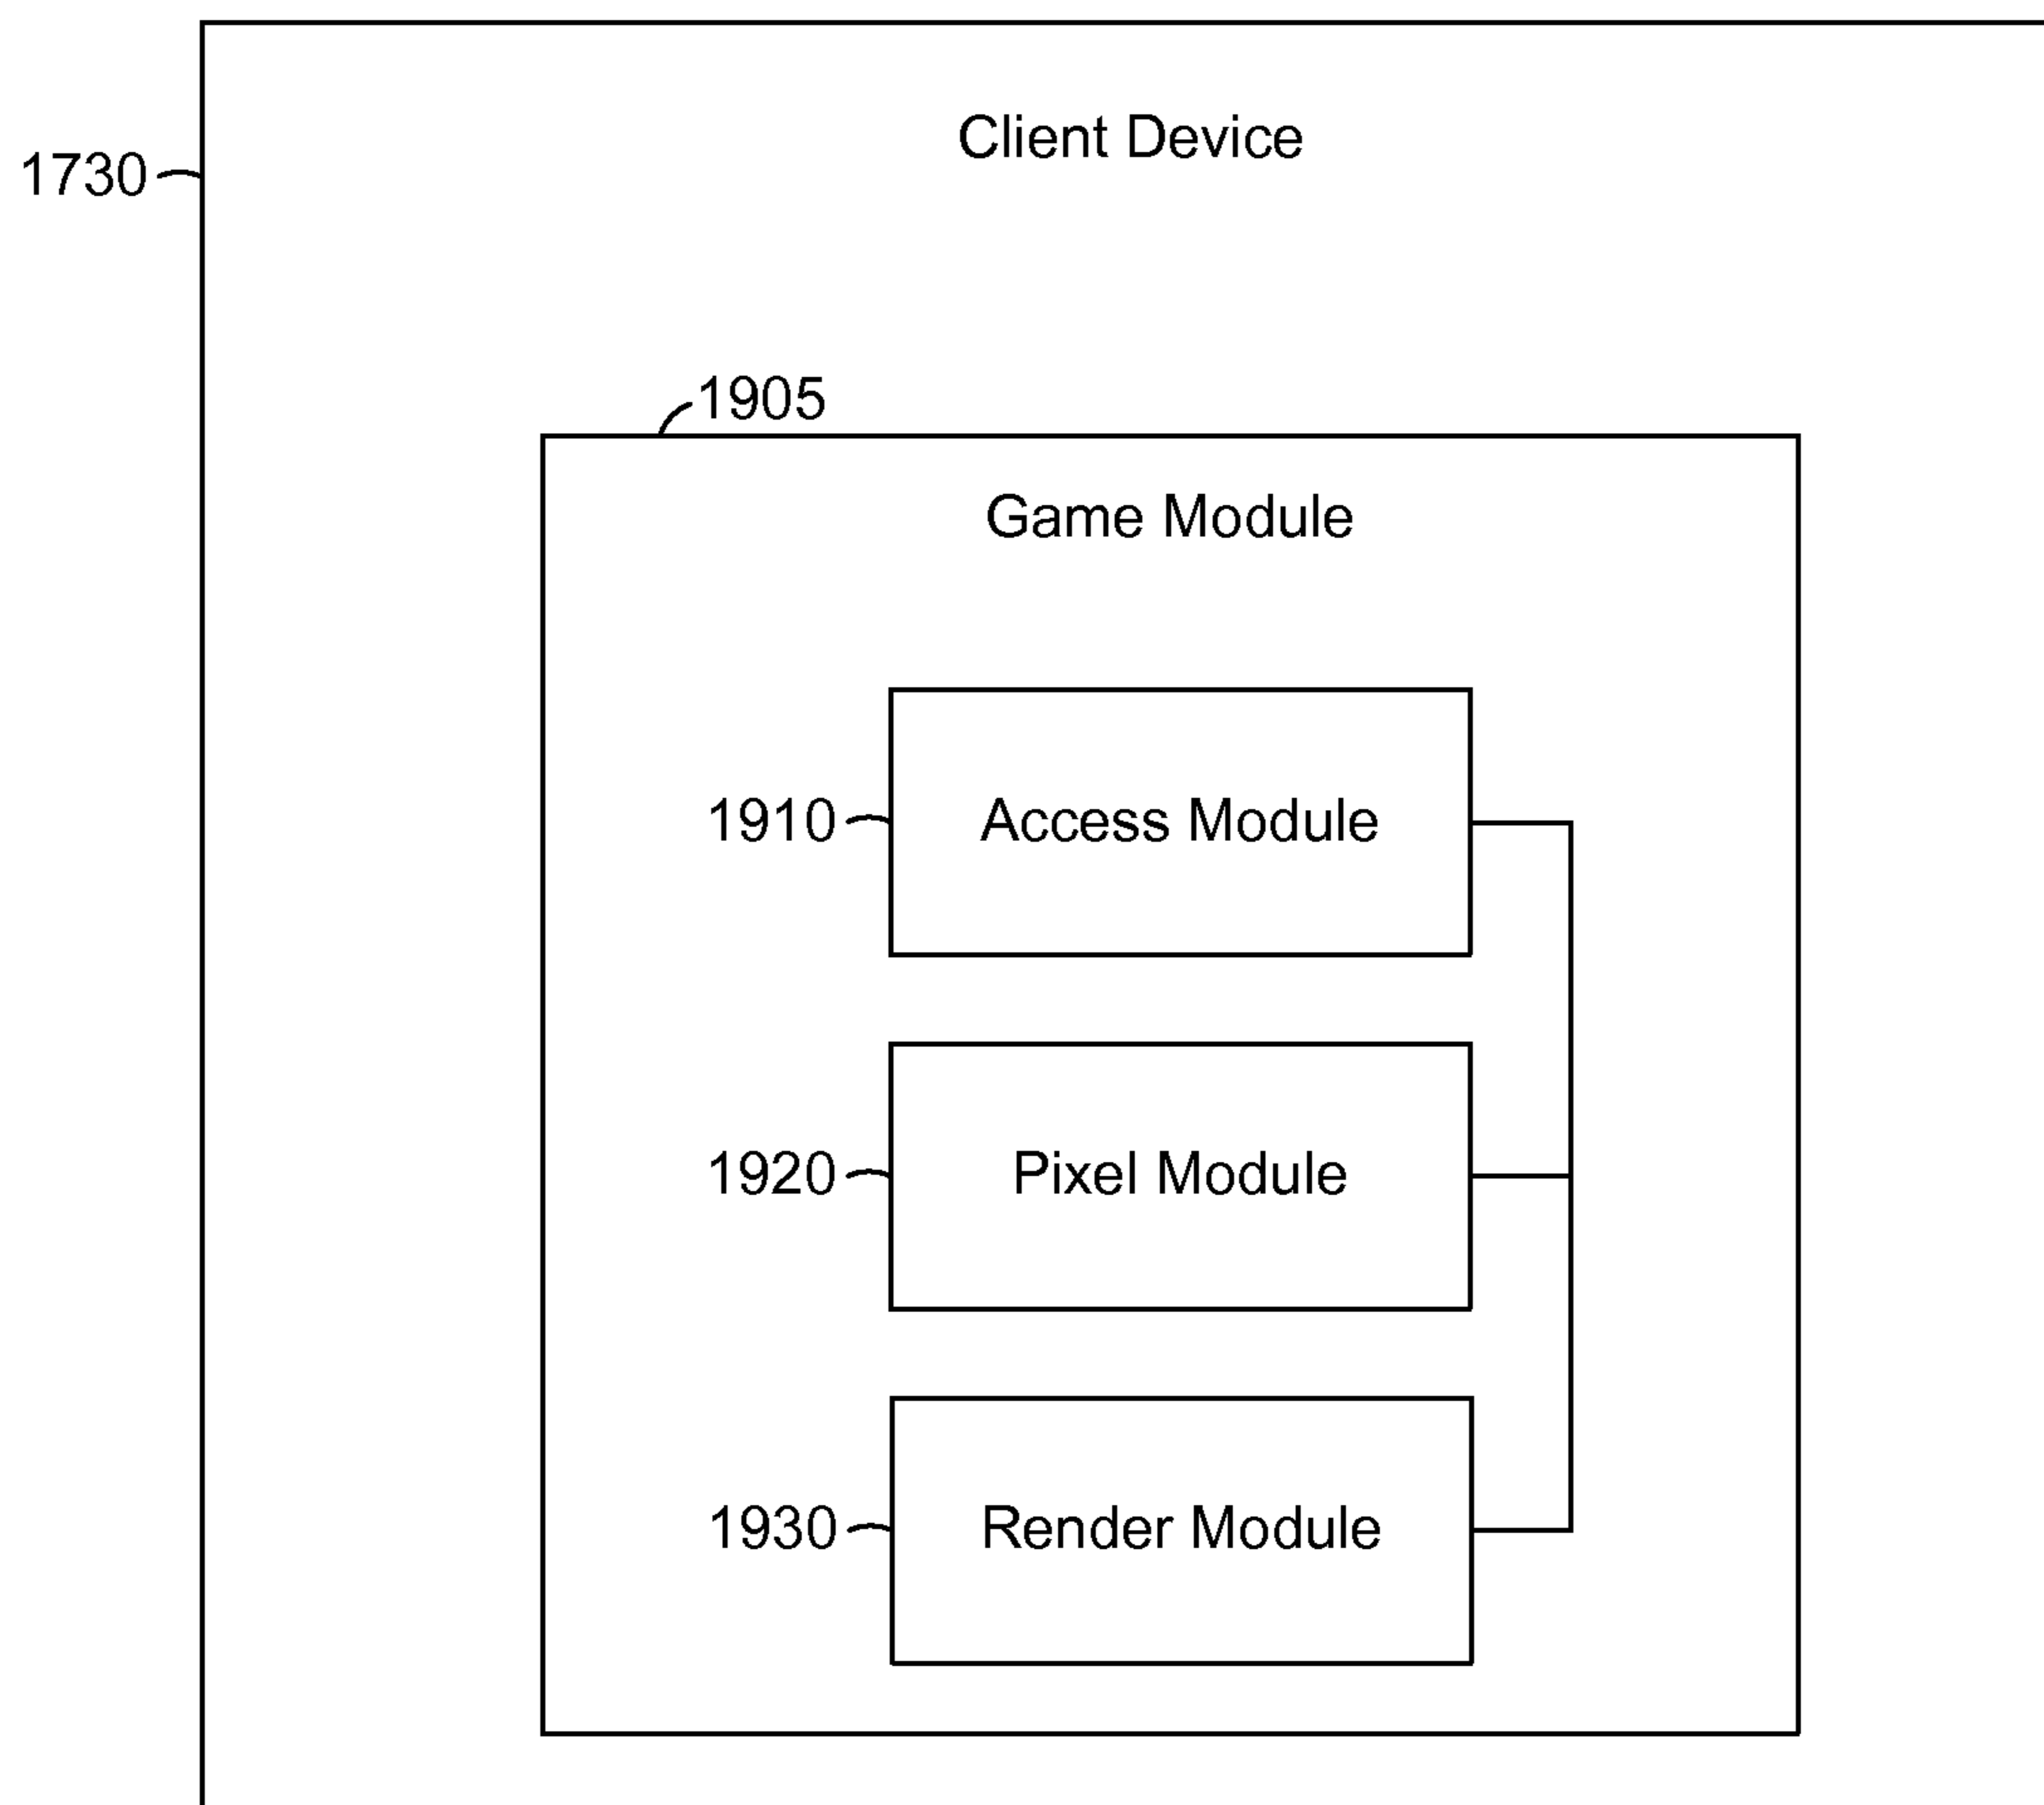 Client Device
1730
1905
Game Module
1910
Access Module
1920
Pixel Module
1930
Render Module